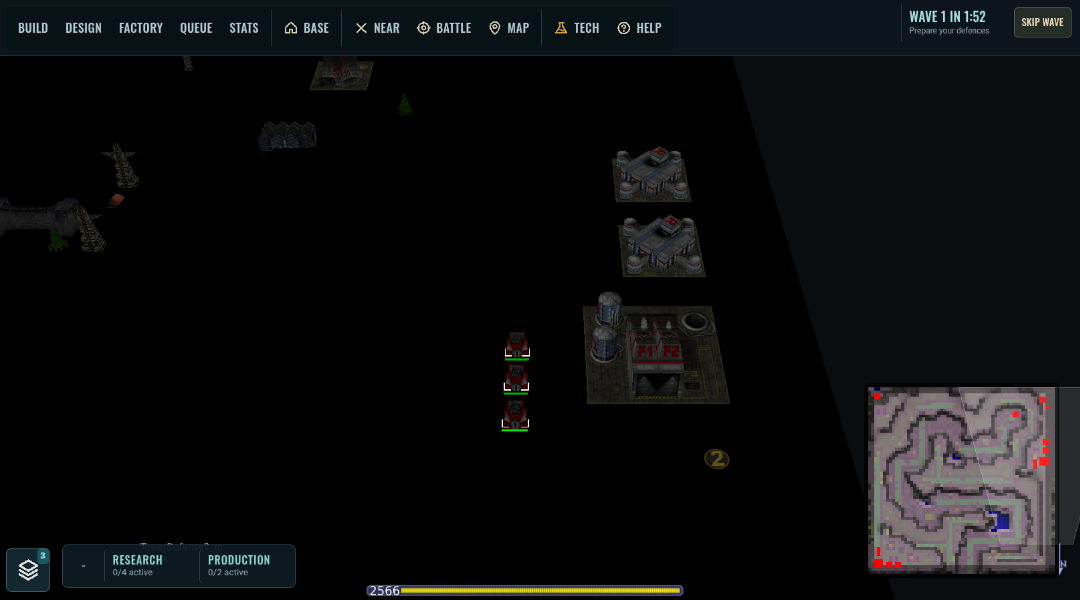 BUILD DESIGN FACTORY QUEUE STATS BASE NEAR BATTLE MAP TECH HELP
WAVE 1 IN 1:52
Prepare your defences
SKIP WAVE
F1 F2
2
3
- RESEARCH PRODUCTION
0/4 active 0/2 active
2566
N